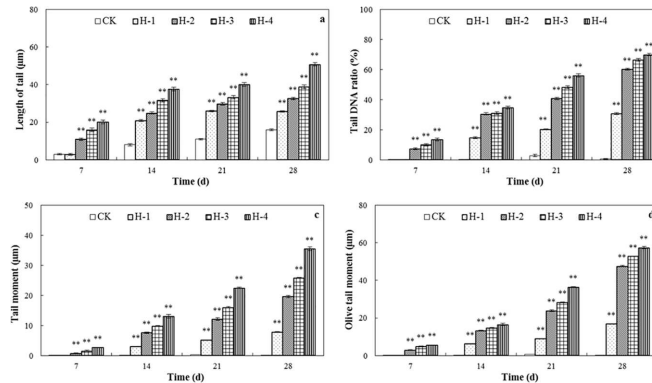 CK H-1 H-2 H-3 H-4 a
Length of tail (μm)
80
60
40
20
0
** ** ** ** ** ** ** ** ** ** ** ** ** ** **
7 14 21 28
Time (d)
CK H-1 H-2 H-3 H-4
Tail DNA ratio (%)
100
80
60
40
20
0
** ** ** ** ** ** ** ** ** ** ** ** ** ** **
7 14 21 28
Time (d)
CK H-1 H-2 H-3 H-4 c
Tail moment (μm)
50
40
30
20
10
0
** ** ** ** ** ** ** ** ** ** ** ** ** ** **
7 14 21 28
Time (d)
CK H-1 H-2 H-3 H-4 d
Olive tail moment (μm)
80
60
40
20
0
** ** ** ** ** ** ** ** ** ** ** ** ** ** **
7 14 21 28
Time (d)